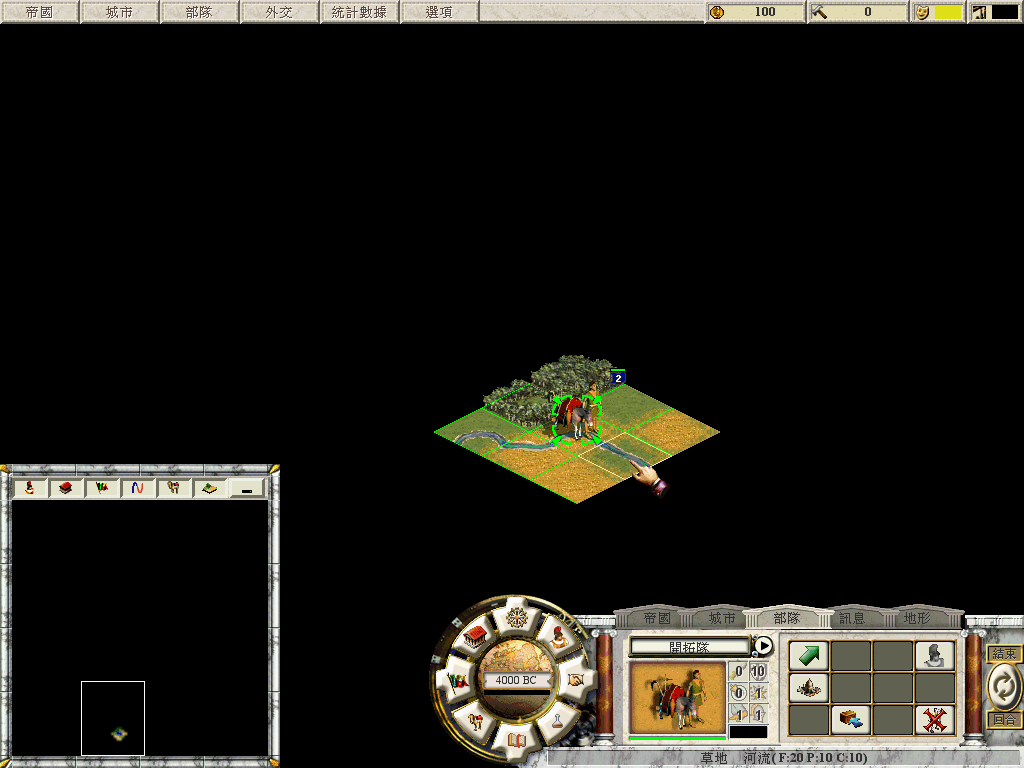 帝國 城市 部隊 外交 統計數據 選項 100 0
2
帝國 城市 部隊 訊息 地形
開拓隊
結束
0 10
4000 BC
0 1
1 1
回合
草地 河流(F:20 P:10 C:10)